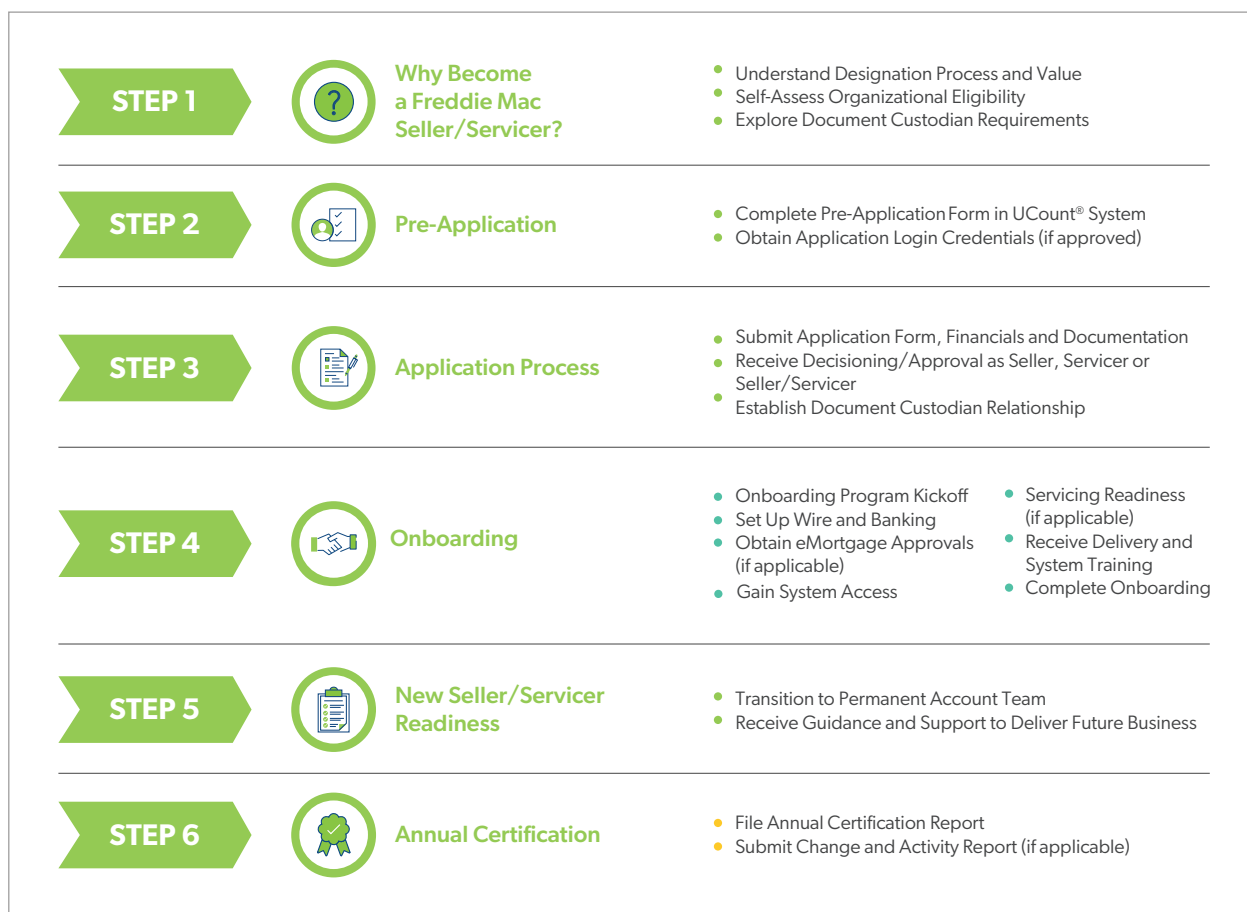 STEP 1
Why Become
a Freddie Mac
Seller/Servicer?
• Understand Designation Process and Value
• Self-Assess Organizational Eligibility
• Explore Document Custodian Requirements
STEP 2
Pre-Application
• Complete Pre-Application Form in UCount® System
• Obtain Application Login Credentials (if approved)
STEP 3
Application Process
• Submit Application Form, Financials and Documentation
• Receive Decisioning/Approval as Seller, Servicer or
Seller/Servicer
• Establish Document Custodian Relationship
STEP 4
Onboarding
• Onboarding Program Kickoff
• Set Up Wire and Banking
• Obtain eMortgage Approvals
(if applicable)
• Gain System Access
• Servicing Readiness
(if applicable)
• Receive Delivery and
System Training
• Complete Onboarding
STEP 5
New Seller/Servicer
Readiness
• Transition to Permanent Account Team
• Receive Guidance and Support to Deliver Future Business
STEP 6
Annual Certification
• File Annual Certification Report
• Submit Change and Activity Report (if applicable)